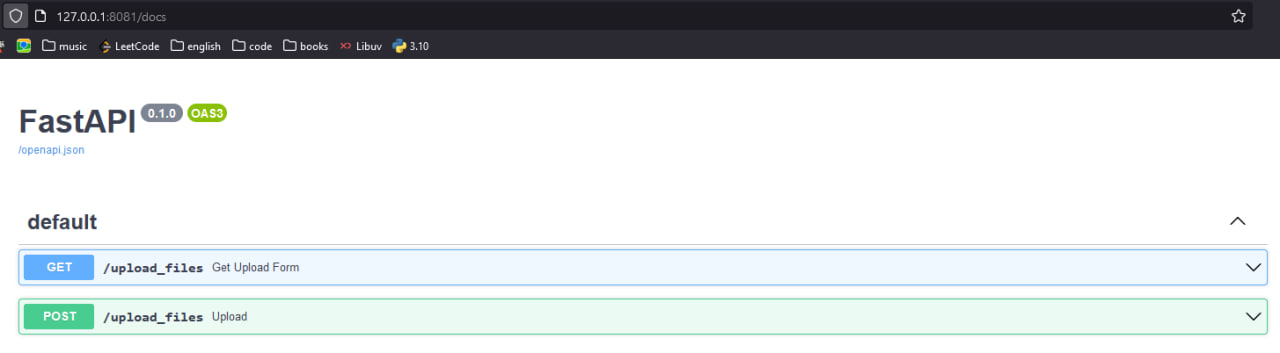 127.0.0.1:8081/docs
music LeetCode english code books Libuv 3.10
FastAPI 0.1.0 OAS3
/openapi.json
default
GET /upload_files Get Upload Form
POST /upload_files Upload